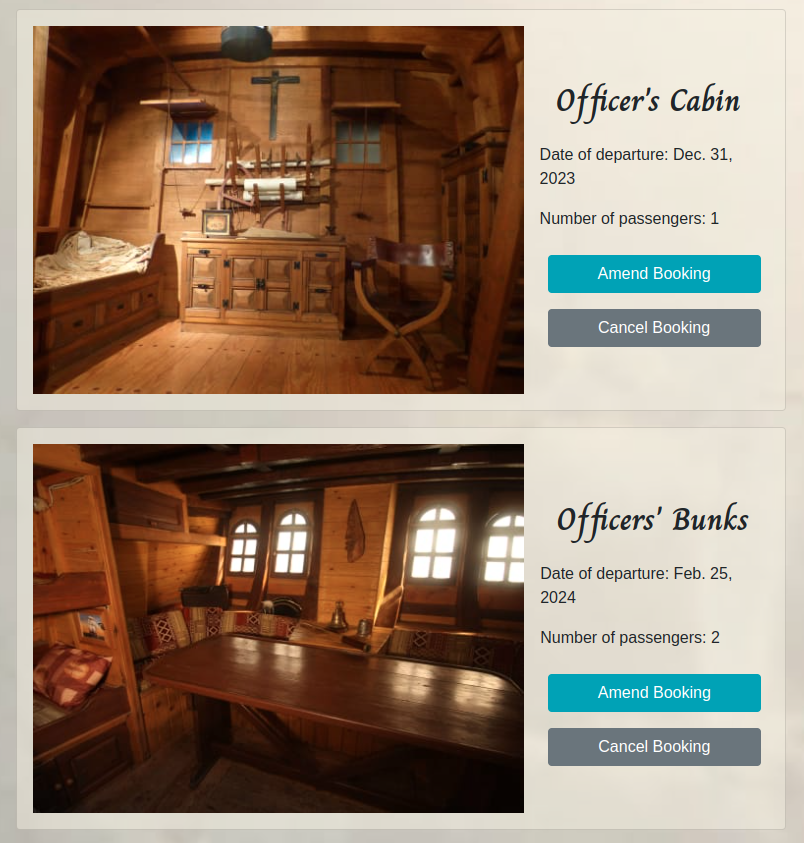 Officer's Cabin
Date of departure: Dec. 31,
2023
Number of passengers: 1
Amend Booking
Cancel Booking
Officers' Bunks
Date of departure: Feb. 25,
2024
Number of passengers: 2
Amend Booking
Cancel Booking